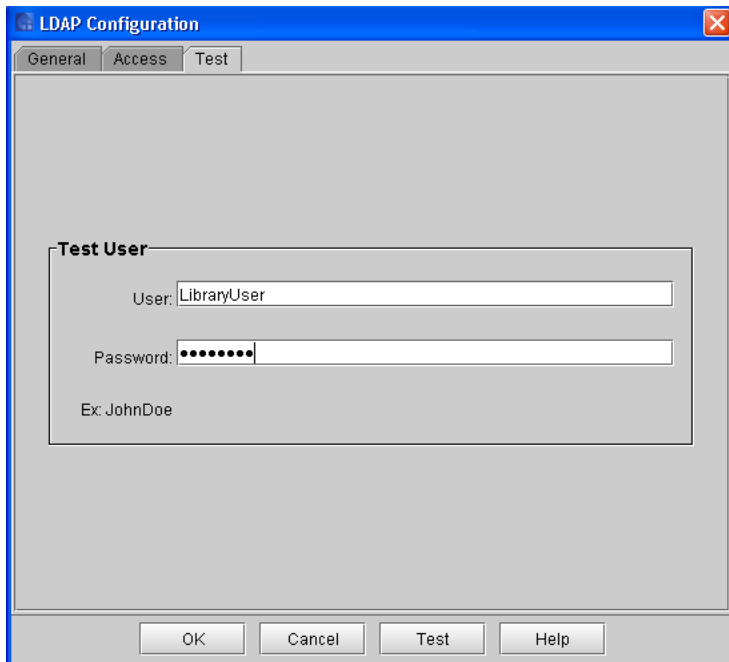 LDAP Configuration
General Access Test
Test User
User: LibraryUser
Password: ••••••••
Ex: JohnDoe
OK Cancel Test Help